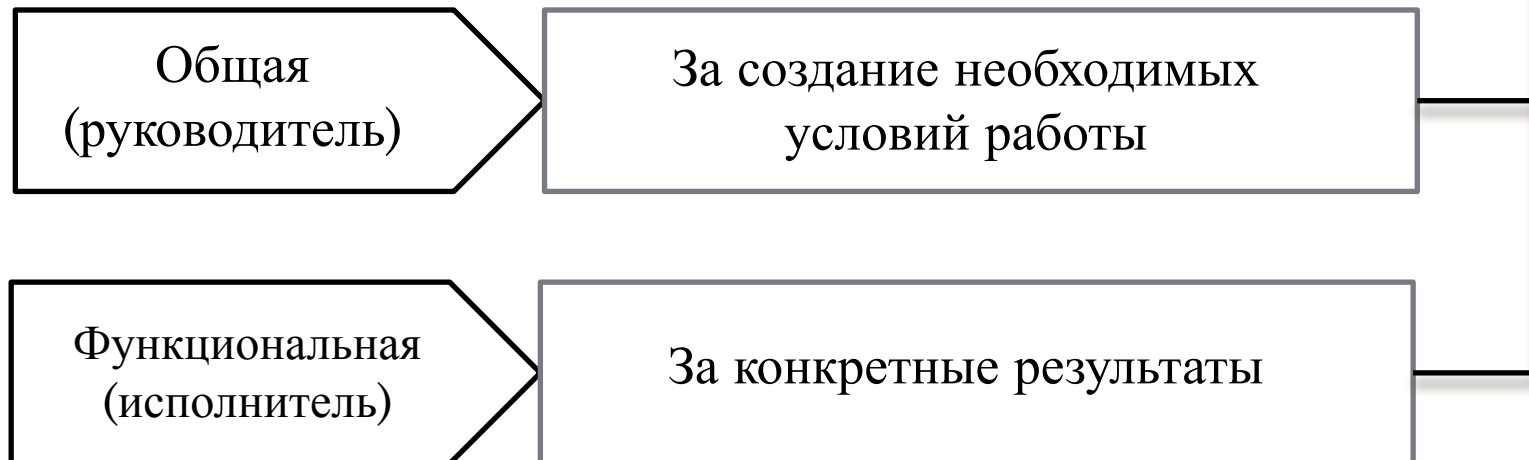 Общая
(руководитель)
За создание необходимых
условий работы
Функциональная
(исполнитель)
За конкретные результаты